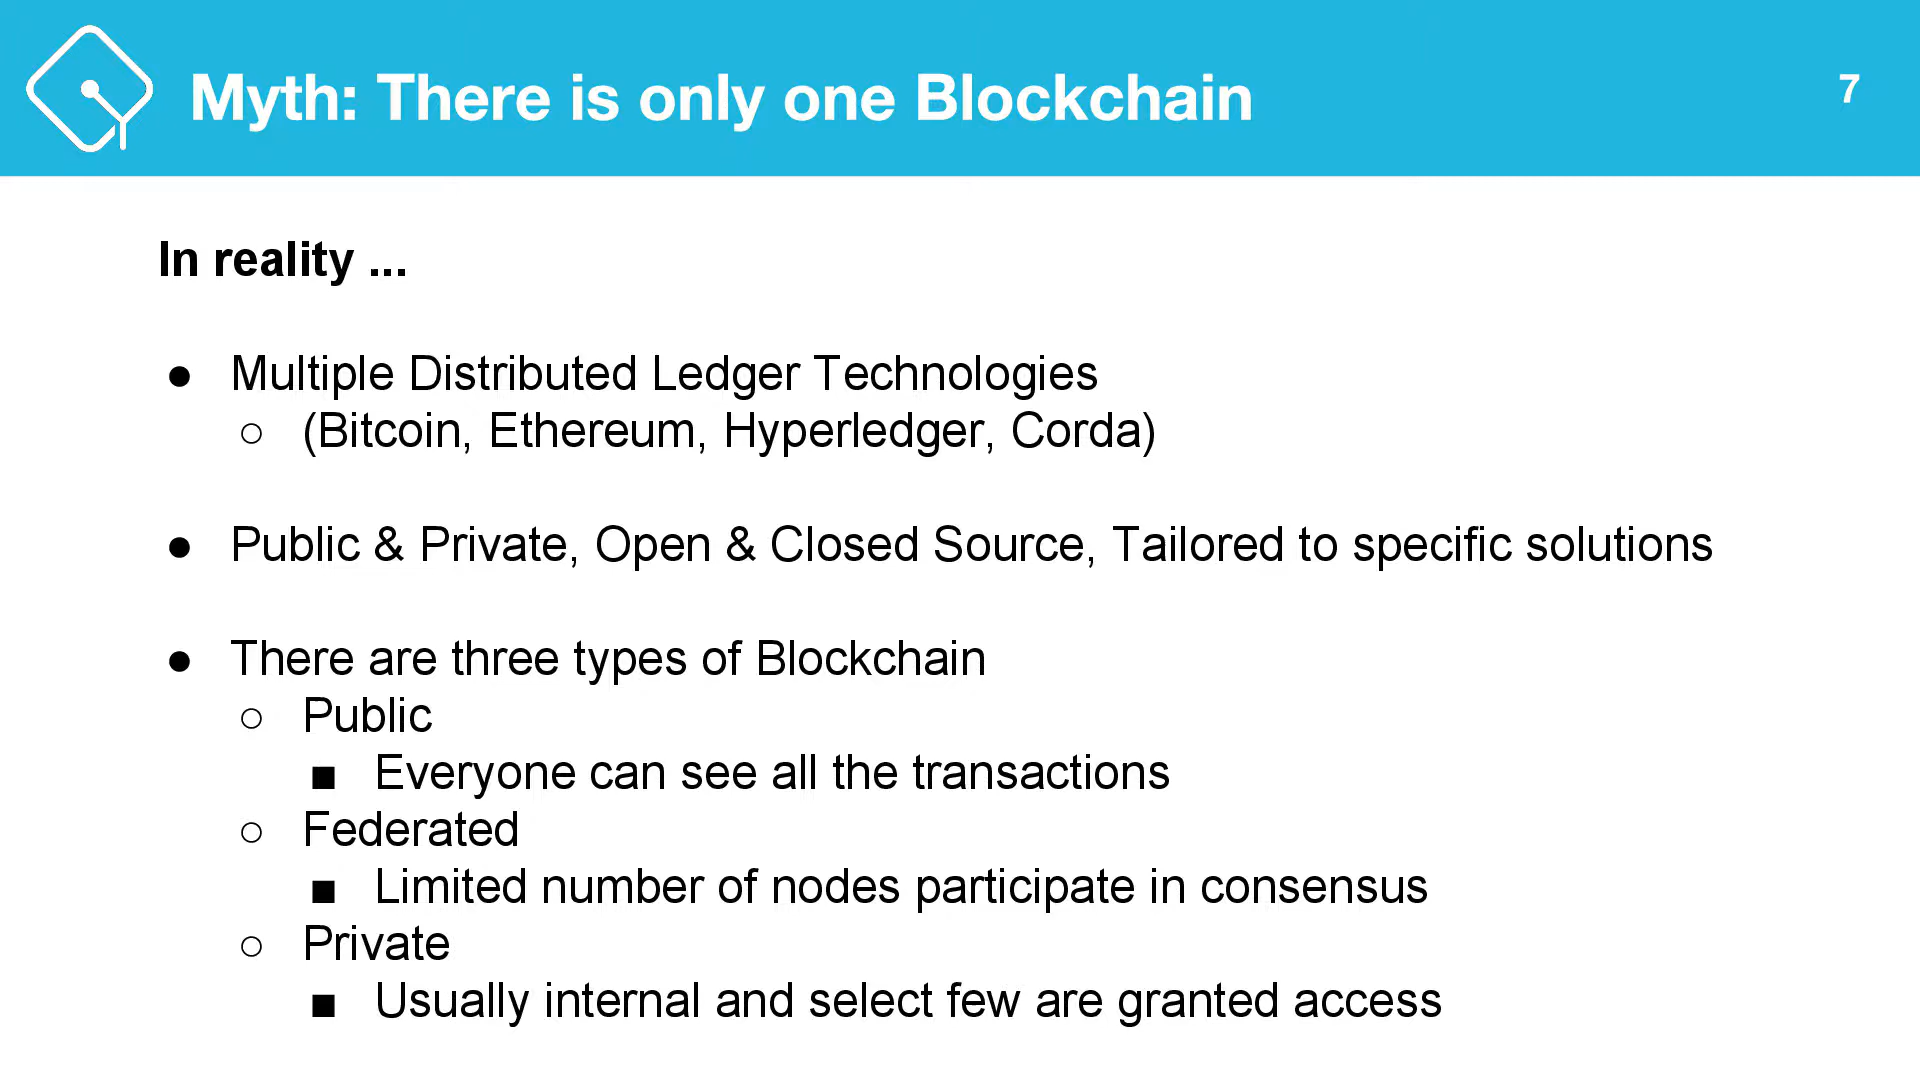 Myth: There is only one Blockchain
7
In reality ...
● Multiple Distributed Ledger Technologies
○ (Bitcoin, Ethereum, Hyperledger, Corda)
● Public & Private, Open & Closed Source, Tailored to specific solutions
● There are three types of Blockchain
○ Public
■ Everyone can see all the transactions
○ Federated
■ Limited number of nodes participate in consensus
○ Private
■ Usually internal and select few are granted access